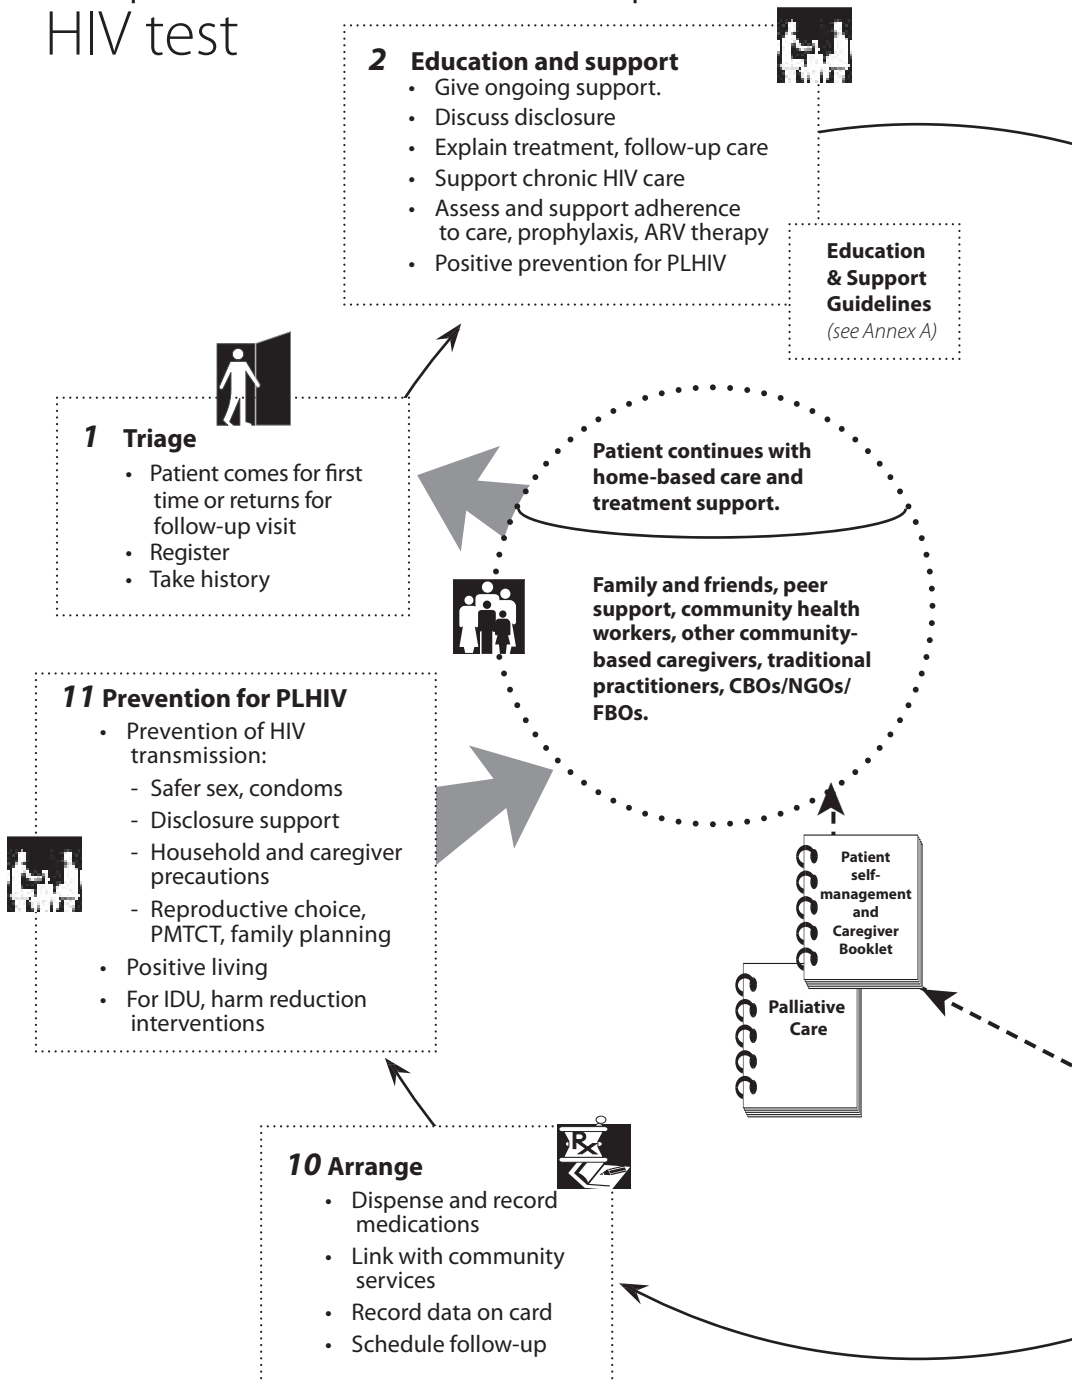 HIV test
2 Education and support
• Give ongoing support.
• Discuss disclosure
• Explain treatment, follow-up care
• Support chronic HIV care
• Assess and support adherence
to care, prophylaxis, ARV therapy
• Positive prevention for PLHIV
Education
& Support
Guidelines
(see Annex A)
1 Triage
• Patient comes for first
time or returns for
follow-up visit
• Register
• Take history
Patient continues with
home-based care and
treatment support.
Family and friends, peer
support, community health
workers, other community-
based caregivers, traditional
practitioners, CBOs/NGOs/
FBOs.
11 Prevention for PLHIV
• Prevention of HIV
transmission:
- Safer sex, condoms
- Disclosure support
- Household and caregiver
precautions
- Reproductive choice,
PMTCT, family planning
• Positive living
• For IDU, harm reduction
interventions
Patient
self-
management
and
Caregiver
Booklet
Palliative
Care
10 Arrange
Rx
• Dispense and record
medications
• Link with community
services
• Record data on card
• Schedule follow-up